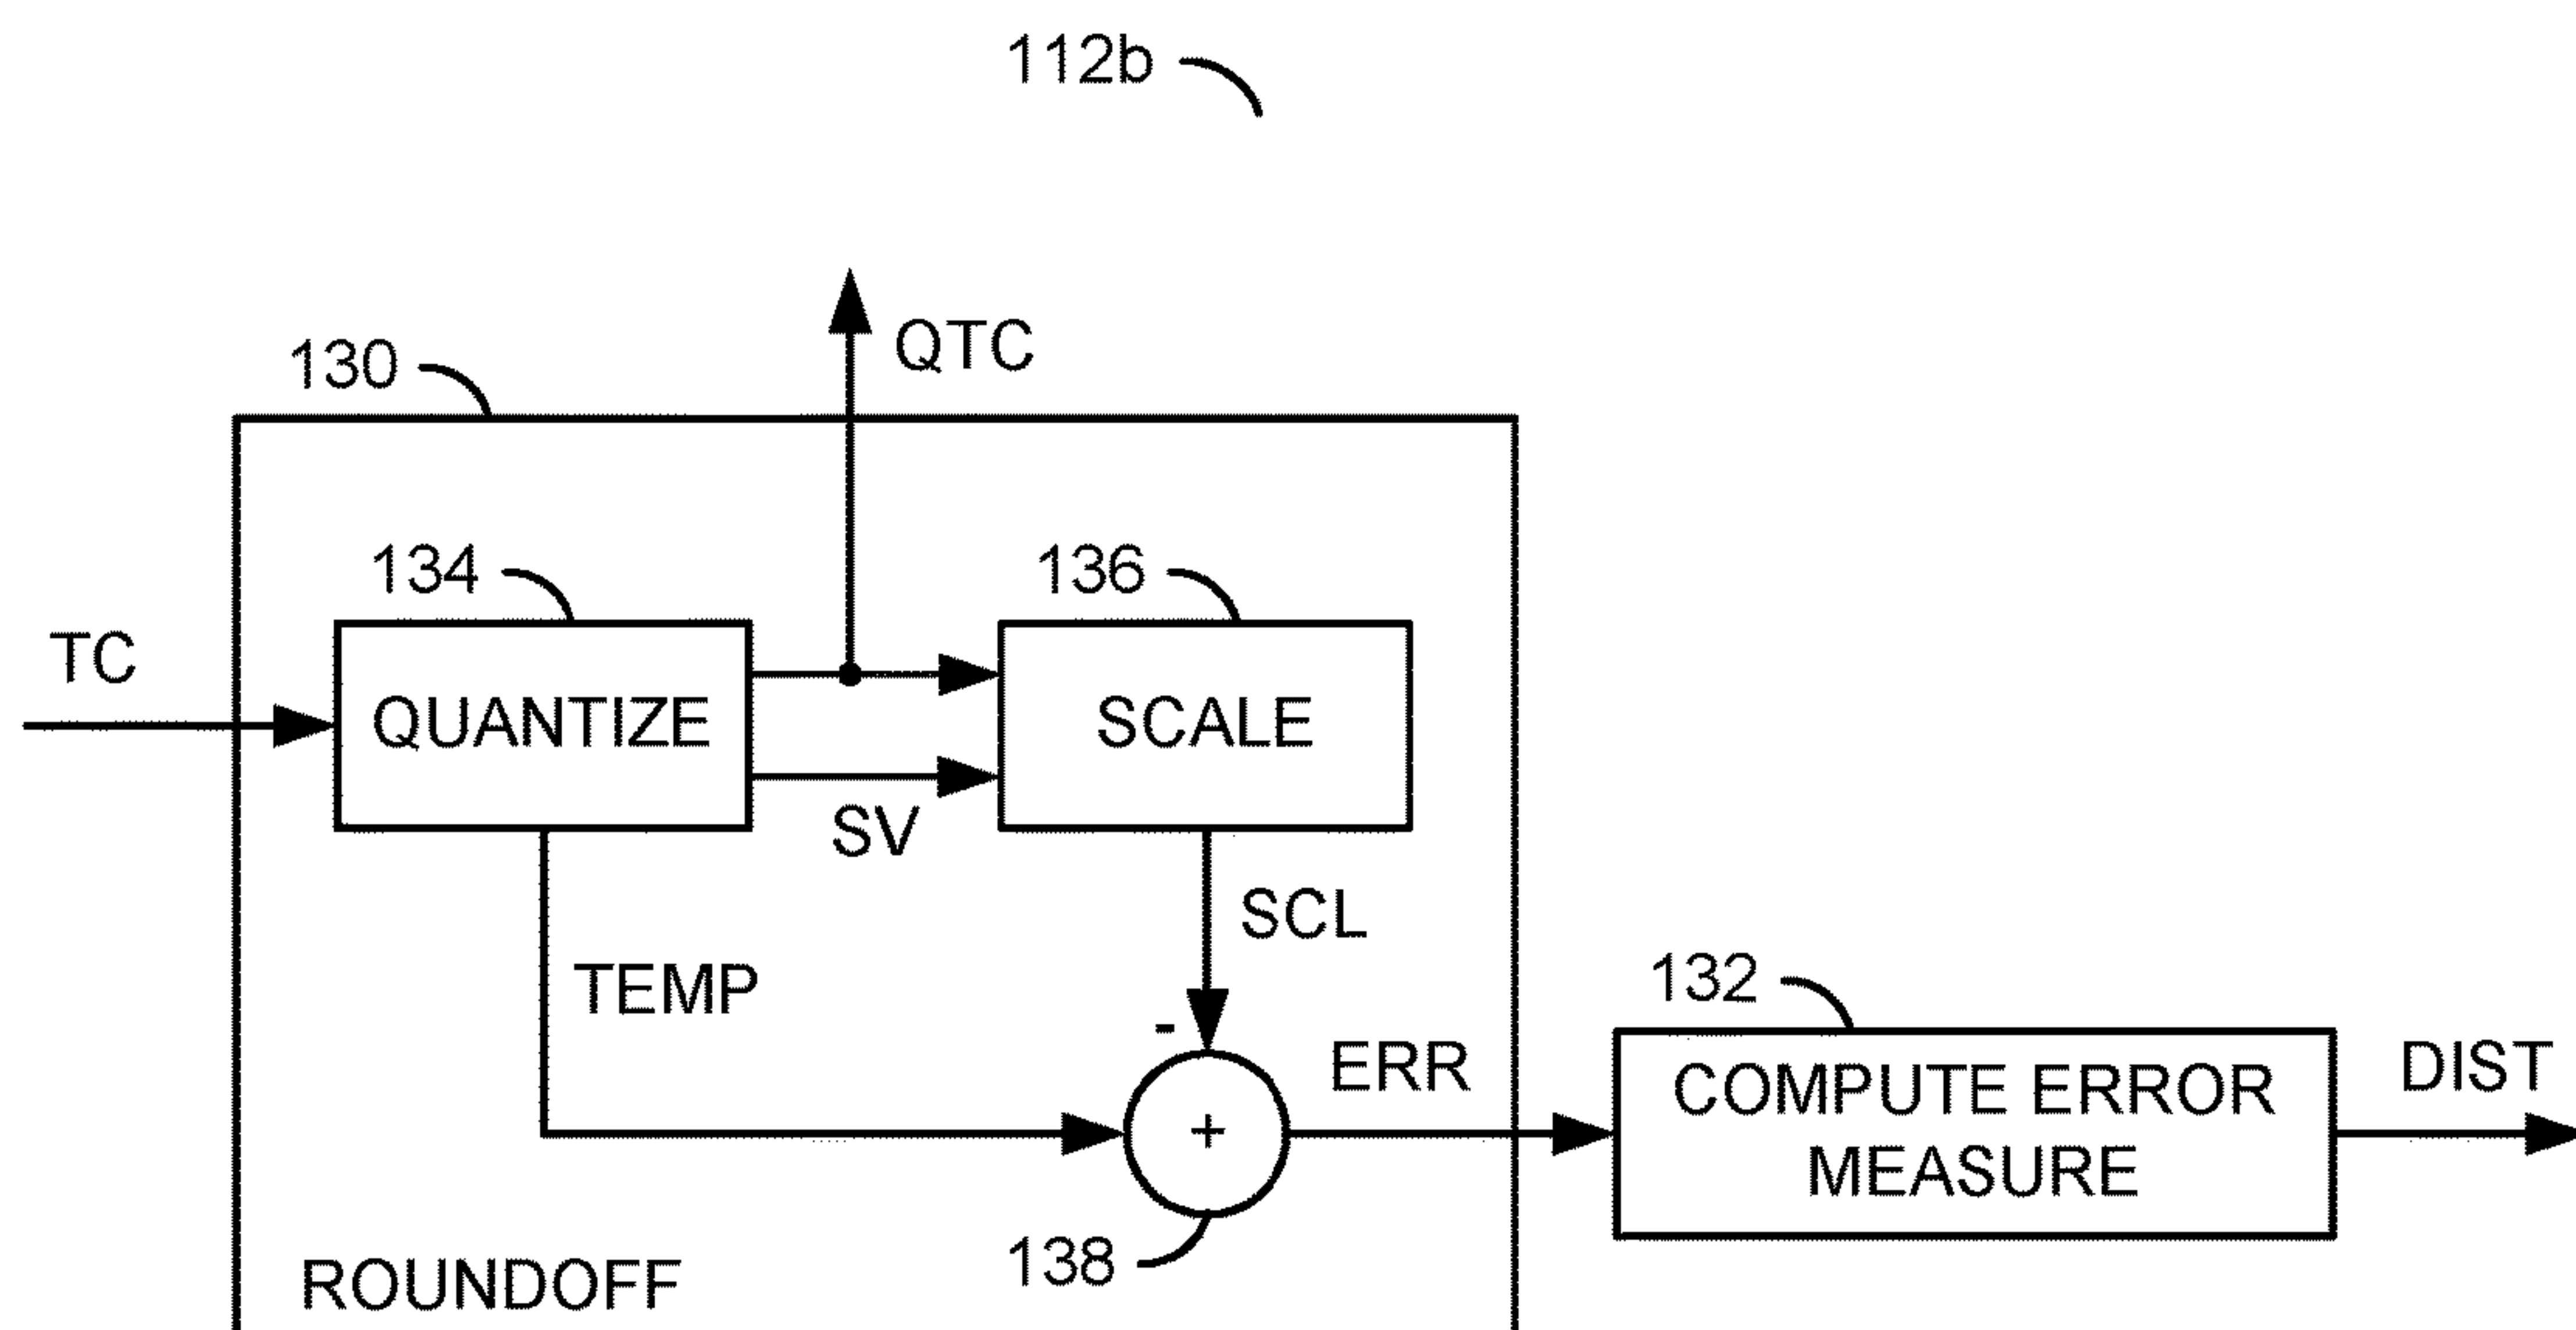 112b
QTC
130
134
136
TC
QUANTIZE
SCALE
SV
SCL
TEMP
-
132
ERR
COMPUTE ERROR
MEASURE
DIST
+
138
ROUNDOFF